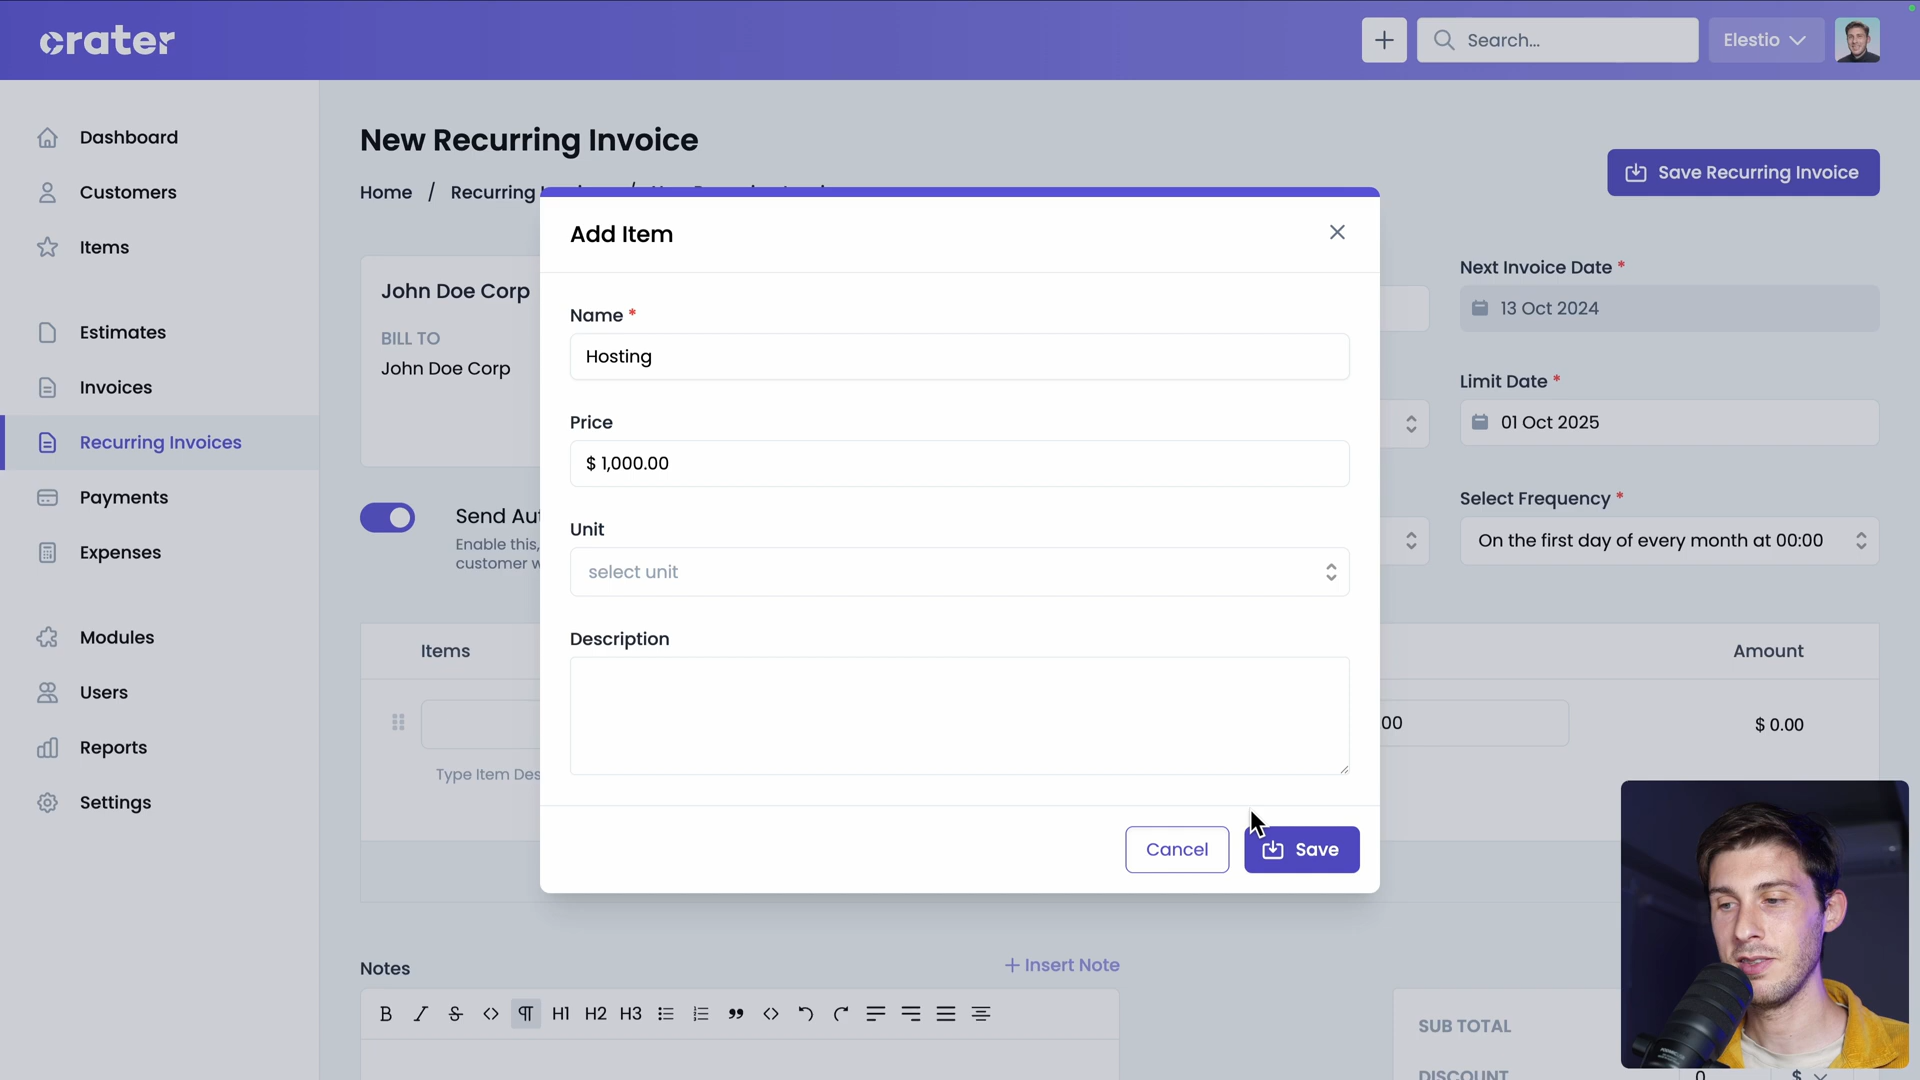 crater
Search...
Elestio
Dashboard
Customers
Items
Estimates
Invoices
Recurring Invoices
Payments
Expenses
Modules
Users
Reports
Settings
New Recurring Invoice
Home / Recurring
Save Recurring Invoice
John Doe Corp
BILL TO
John Doe Corp
Next Invoice Date *
13 Oct 2024
Limit Date *
01 Oct 2025
Send
Enable this,
customer
Select Frequency *
On the first day of every month at 00:00
Items
Amount
00
$ 0.00
Type Item
Add Item
Name *
Hosting
Price
$ 1,000.00
Unit
select unit
Description
Cancel
Save
Notes
+ Insert Note
B I S <> ¶ H1 H2 H3
SUB TOTAL
DISCOUNT
0 $